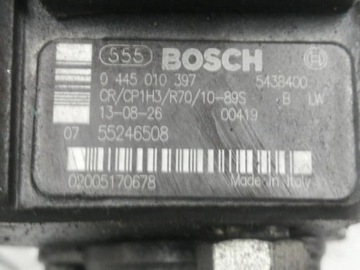 555 BOSCH
0 445 010 397 5438400
CR/CP1H3/R70/10-89S B LW
13-08-26 00419
07 55246508
02005170678 Made in Italy